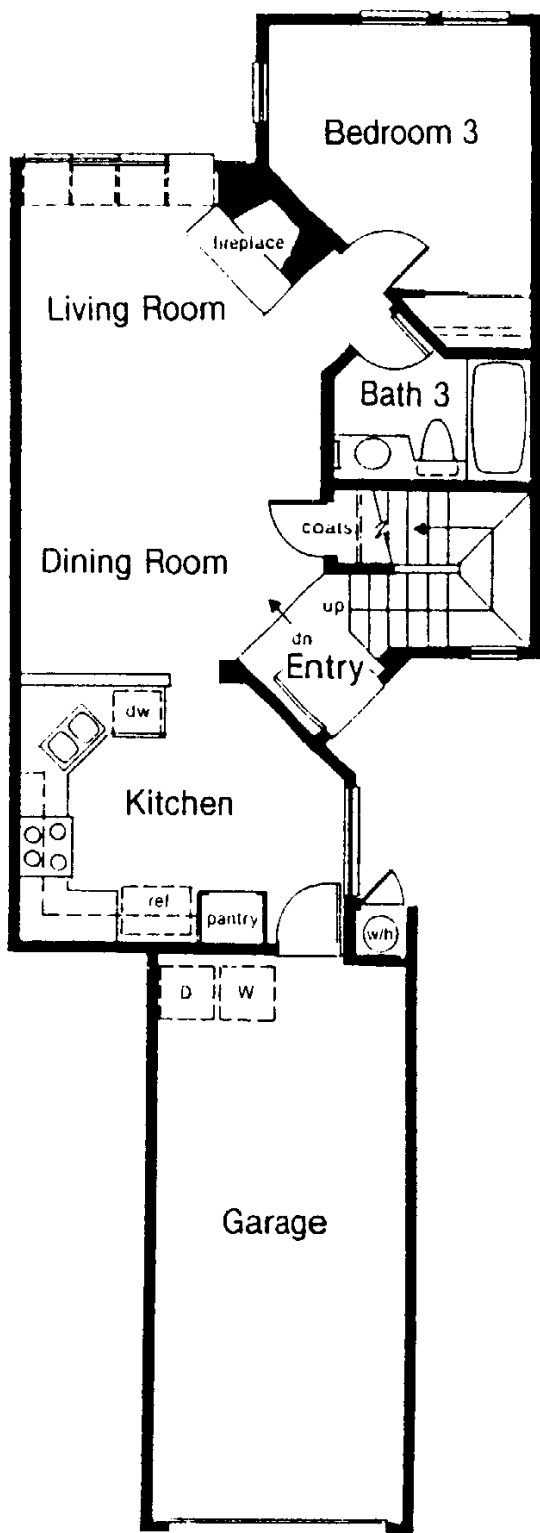 Bedroom 3
fireplace
Living Room
Bath 3
coats
Dining Room
up
dn
Entry
dw
Kitchen
ref
pantry
w/h
D
W
Garage